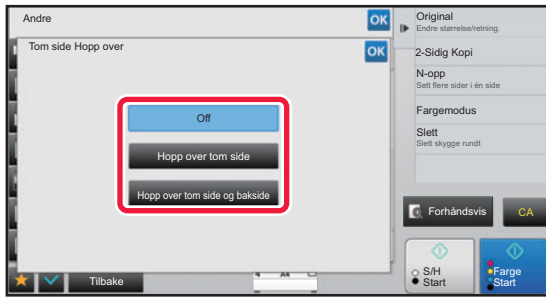 Andre
OK
Tom side Hopp over
OK
Off
Hopp over tom side
Hopp over tom side og bakside
Tilbake
A4
Original
Endre størrelse/retning.
2-Sidig Kopi
N-opp
Sett flere sider i én side
Fargemodus
Slett
Slett skygge rundt
Forhåndsvis
CA
S/H
Start
Farge
Start